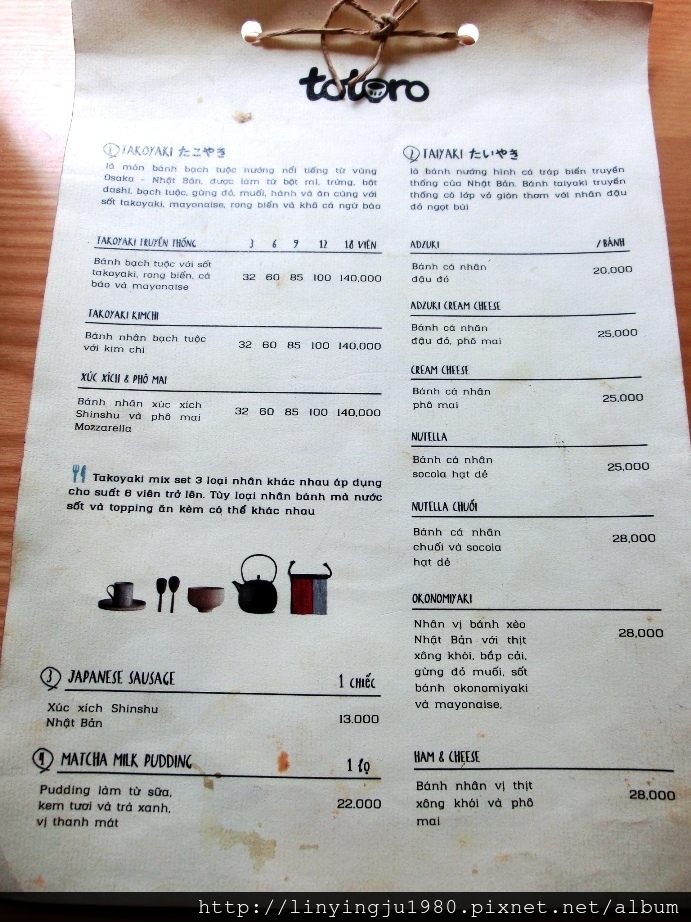 totoro
1 TAKOYAKI たこやき
là món bánh bạch tuộc nướng nổi tiếng từ vùng
Osaka - Nhật Bản, được làm từ bột mì, trứng, bột
dashi, bạch tuộc, gừng đỏ, muối, hành và ăn cùng với
sốt takoyaki, mayonaise, rong biển và khô cá ngừ bào
TAKOYAKI TRUYỀN THỐNG 3 6 9 12 18 VIÊN
Bánh bạch tuộc với sốt
takoyaki, rong biển, cá
bào và mayonaise
32 60 85 100 140,000
TAKOYAKI KIMCHI
Bánh nhân bạch tuộc
với kim chi
32 60 85 100 140,000
XÚC XÍCH & PHÔ MAI
Bánh nhân xúc xích
Shinshu và phô mai
Mozzarella
32 60 85 100 140,000
Takoyaki mix set 3 loại nhân khác nhau áp dụng
cho suất 6 viên trở lên. Tùy loại nhân bánh mà nước
sốt và topping ăn kèm có thể khác nhau
3 JAPANESE SAUSAGE 1 CHIẾC
Xúc xích Shinshu
Nhật Bản
13.000
4 MATCHA MILK PUDDING 1 lọ
Pudding làm từ sữa,
kem tươi và trà xanh,
vị thanh mát
22.000
2 TAIYAKI たいやき
là bánh nướng hình cá tráp biển truyền
thống của Nhật Bản. Bánh taiyaki truyền
thống có lớp vỏ giòn thơm với nhân đậu
đỏ ngọt bùi
ADZUKI /BÁNH
Bánh cá nhân
đậu đỏ
20,000
ADZUKI CREAM CHEESE
Bánh cá nhân
đậu đỏ, phô mai
25,000
CREAM CHEESE
Bánh cá nhân
phô mai
25,000
NUTELLA
Bánh cá nhân
socola hạt dẻ
25,000
NUTELLA CHUỐI
Bánh cá nhân
chuối và socola
hạt dẻ
28,000
OKONOMIYAKI
Nhân vị bánh xèo
Nhật Bản với thịt
xông khói, bắp cải,
gừng đỏ muối, sốt
bánh okonomiyaki
và mayonaise,
28,000
HAM & CHEESE
Bánh nhân vị thịt
xông khói và phô
mai
28,000
http://linyingju1980.pixnet.net/album